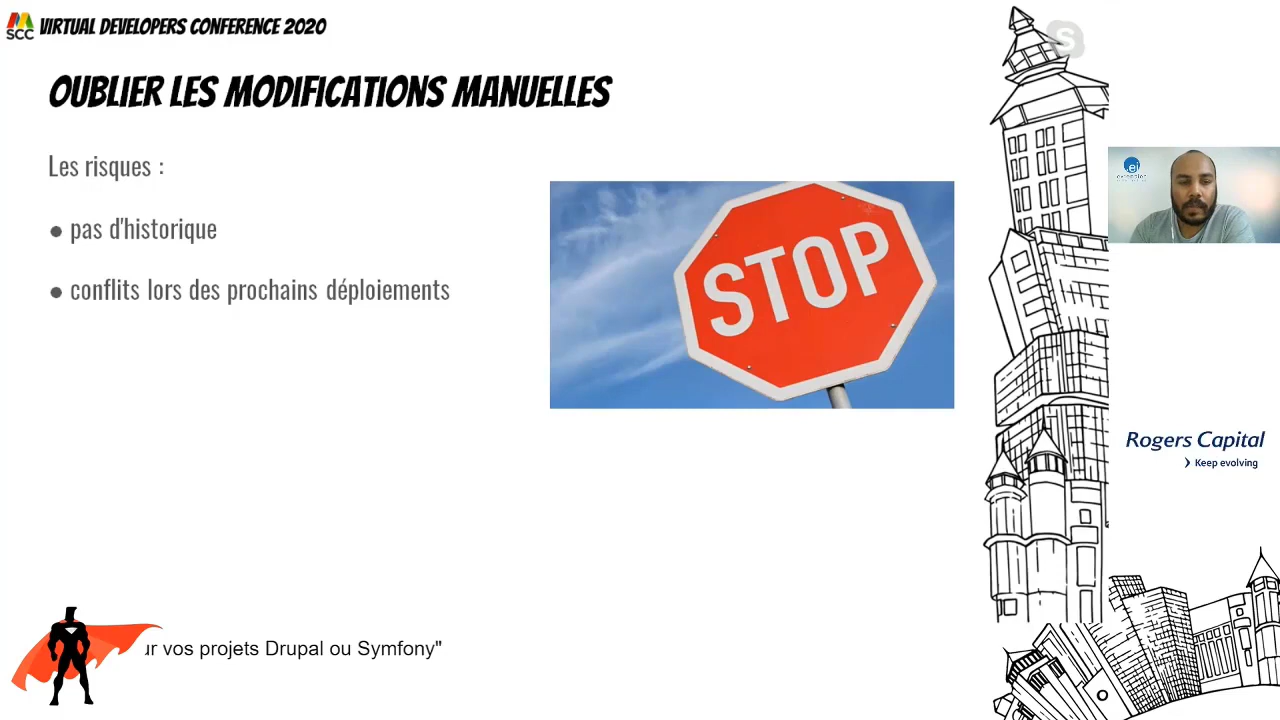 SCC VIRTUAL DEVELOPERS CONFERENCE 2020
OUBLIER LES MODIFICATIONS MANUELLES
Les risques :
● pas d'historique
● conflits lors des prochains déploiements
STOP
S
ej
Rogers Capital
Keep evolving
ur vos projets Drupal ou Symfony"